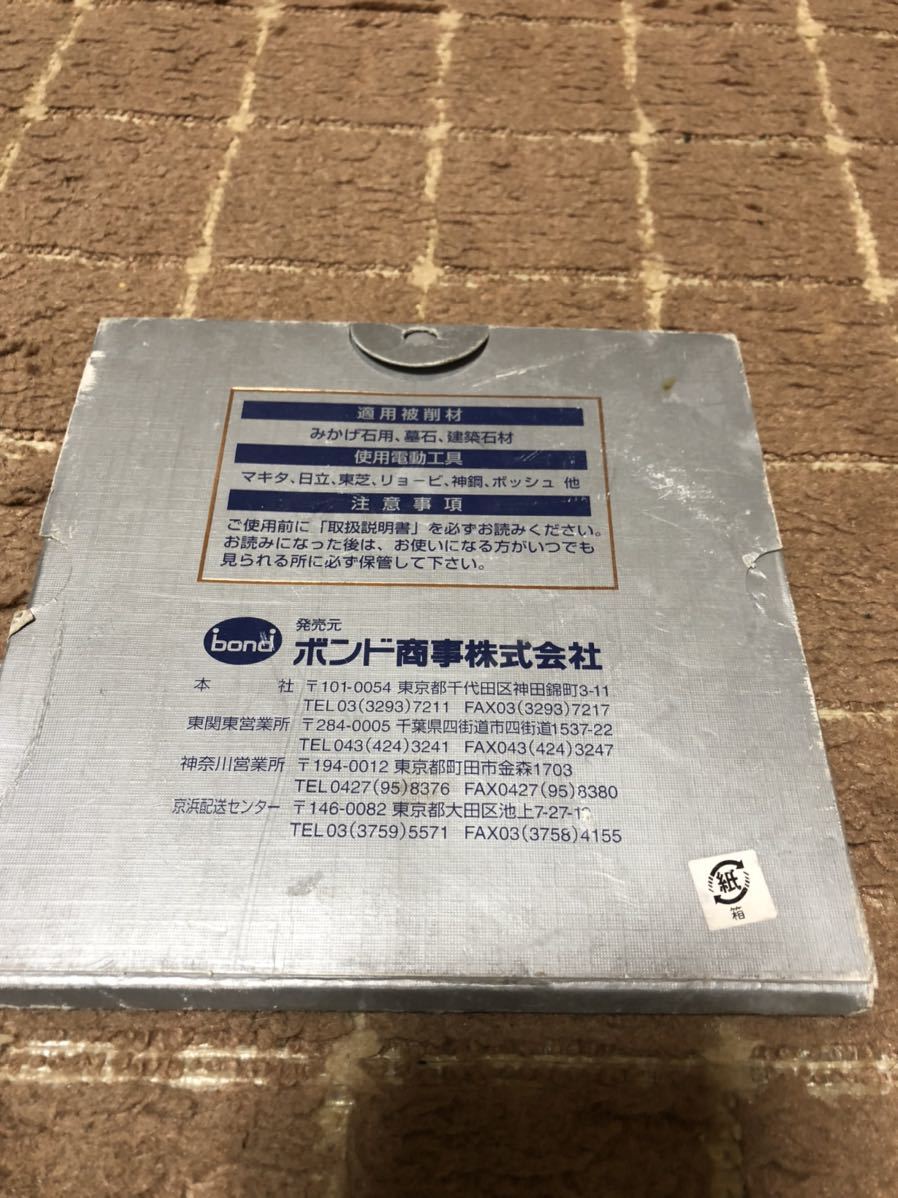 適用被削材
みかげ石用、墓石、建築石材
使用電動工具
マキタ、日立、東芝、リョービ、神鋼、ボッシュ 他
注意事項
ご使用前に「取扱説明書」を必ずお読みください。
お読みになった後は、お使いになる方がいつでも
見られる所に必ず保管して下さい。
bond
発売元
ボンド商事株式会社
本 社 〒101-0054 東京都千代田区神田錦町3-11
TEL03(3293)7211 FAX03(3293)7217
東関東営業所 〒284-0005 千葉県四街道市四街道1537-22
TEL043(424)3241 FAX043(424)3247
神奈川営業所 〒194-0012 東京都町田市金森1703
TEL0427(95)8376 FAX0427(95)8380
京浜配送センター 〒146-0082 東京都大田区池上
TEL03(3759)5571 FAX03(3758)4155
紙
箱